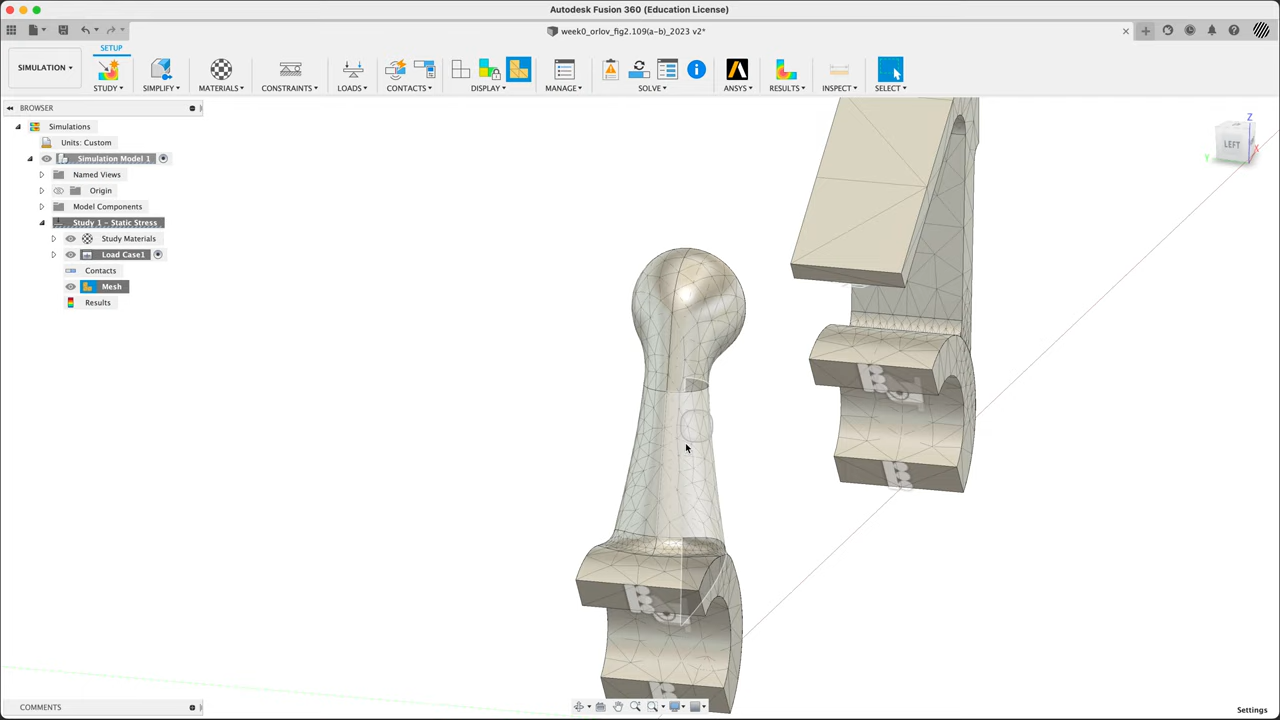 Autodesk Fusion 360 (Education License)
week0_orlov_fig2.109(a-b)_2023 v2*
SETUP
SIMULATION
STUDY
SIMPLIFY
MATERIALS
CONSTRAINTS
LOADS
CONTACTS
DISPLAY
MANAGE
SOLVE
ANSYS
RESULTS
INSPECT
SELECT
BROWSER
Simulations
Units: Custom
Simulation Model 1
Named Views
Origin
Model Components
Study 1 - Static Stress
Study Materials
Load Case1
Contacts
Mesh
Results
Z
LEFT
Y
X
COMMENTS
Settings